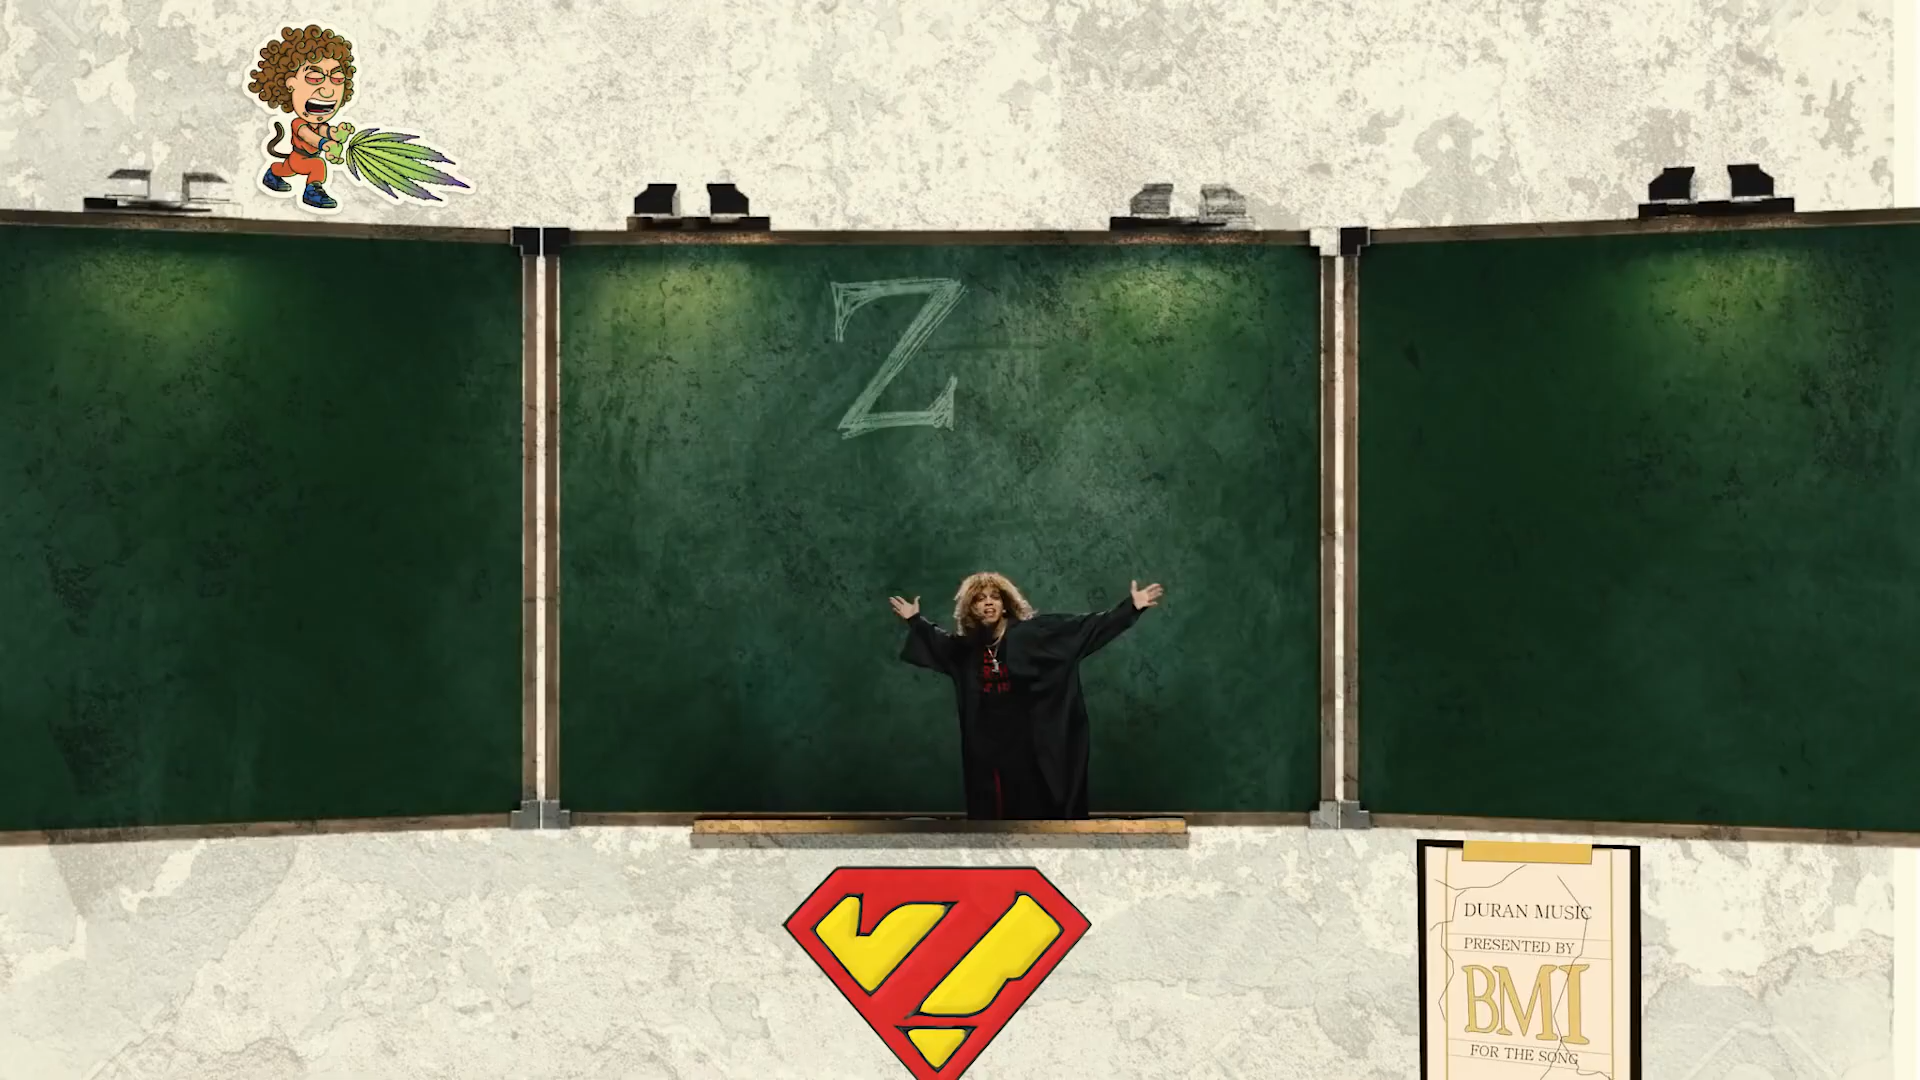 Z
Z
DURAN MUSIC
PRESENTED BY
BMI
FOR THE SONG